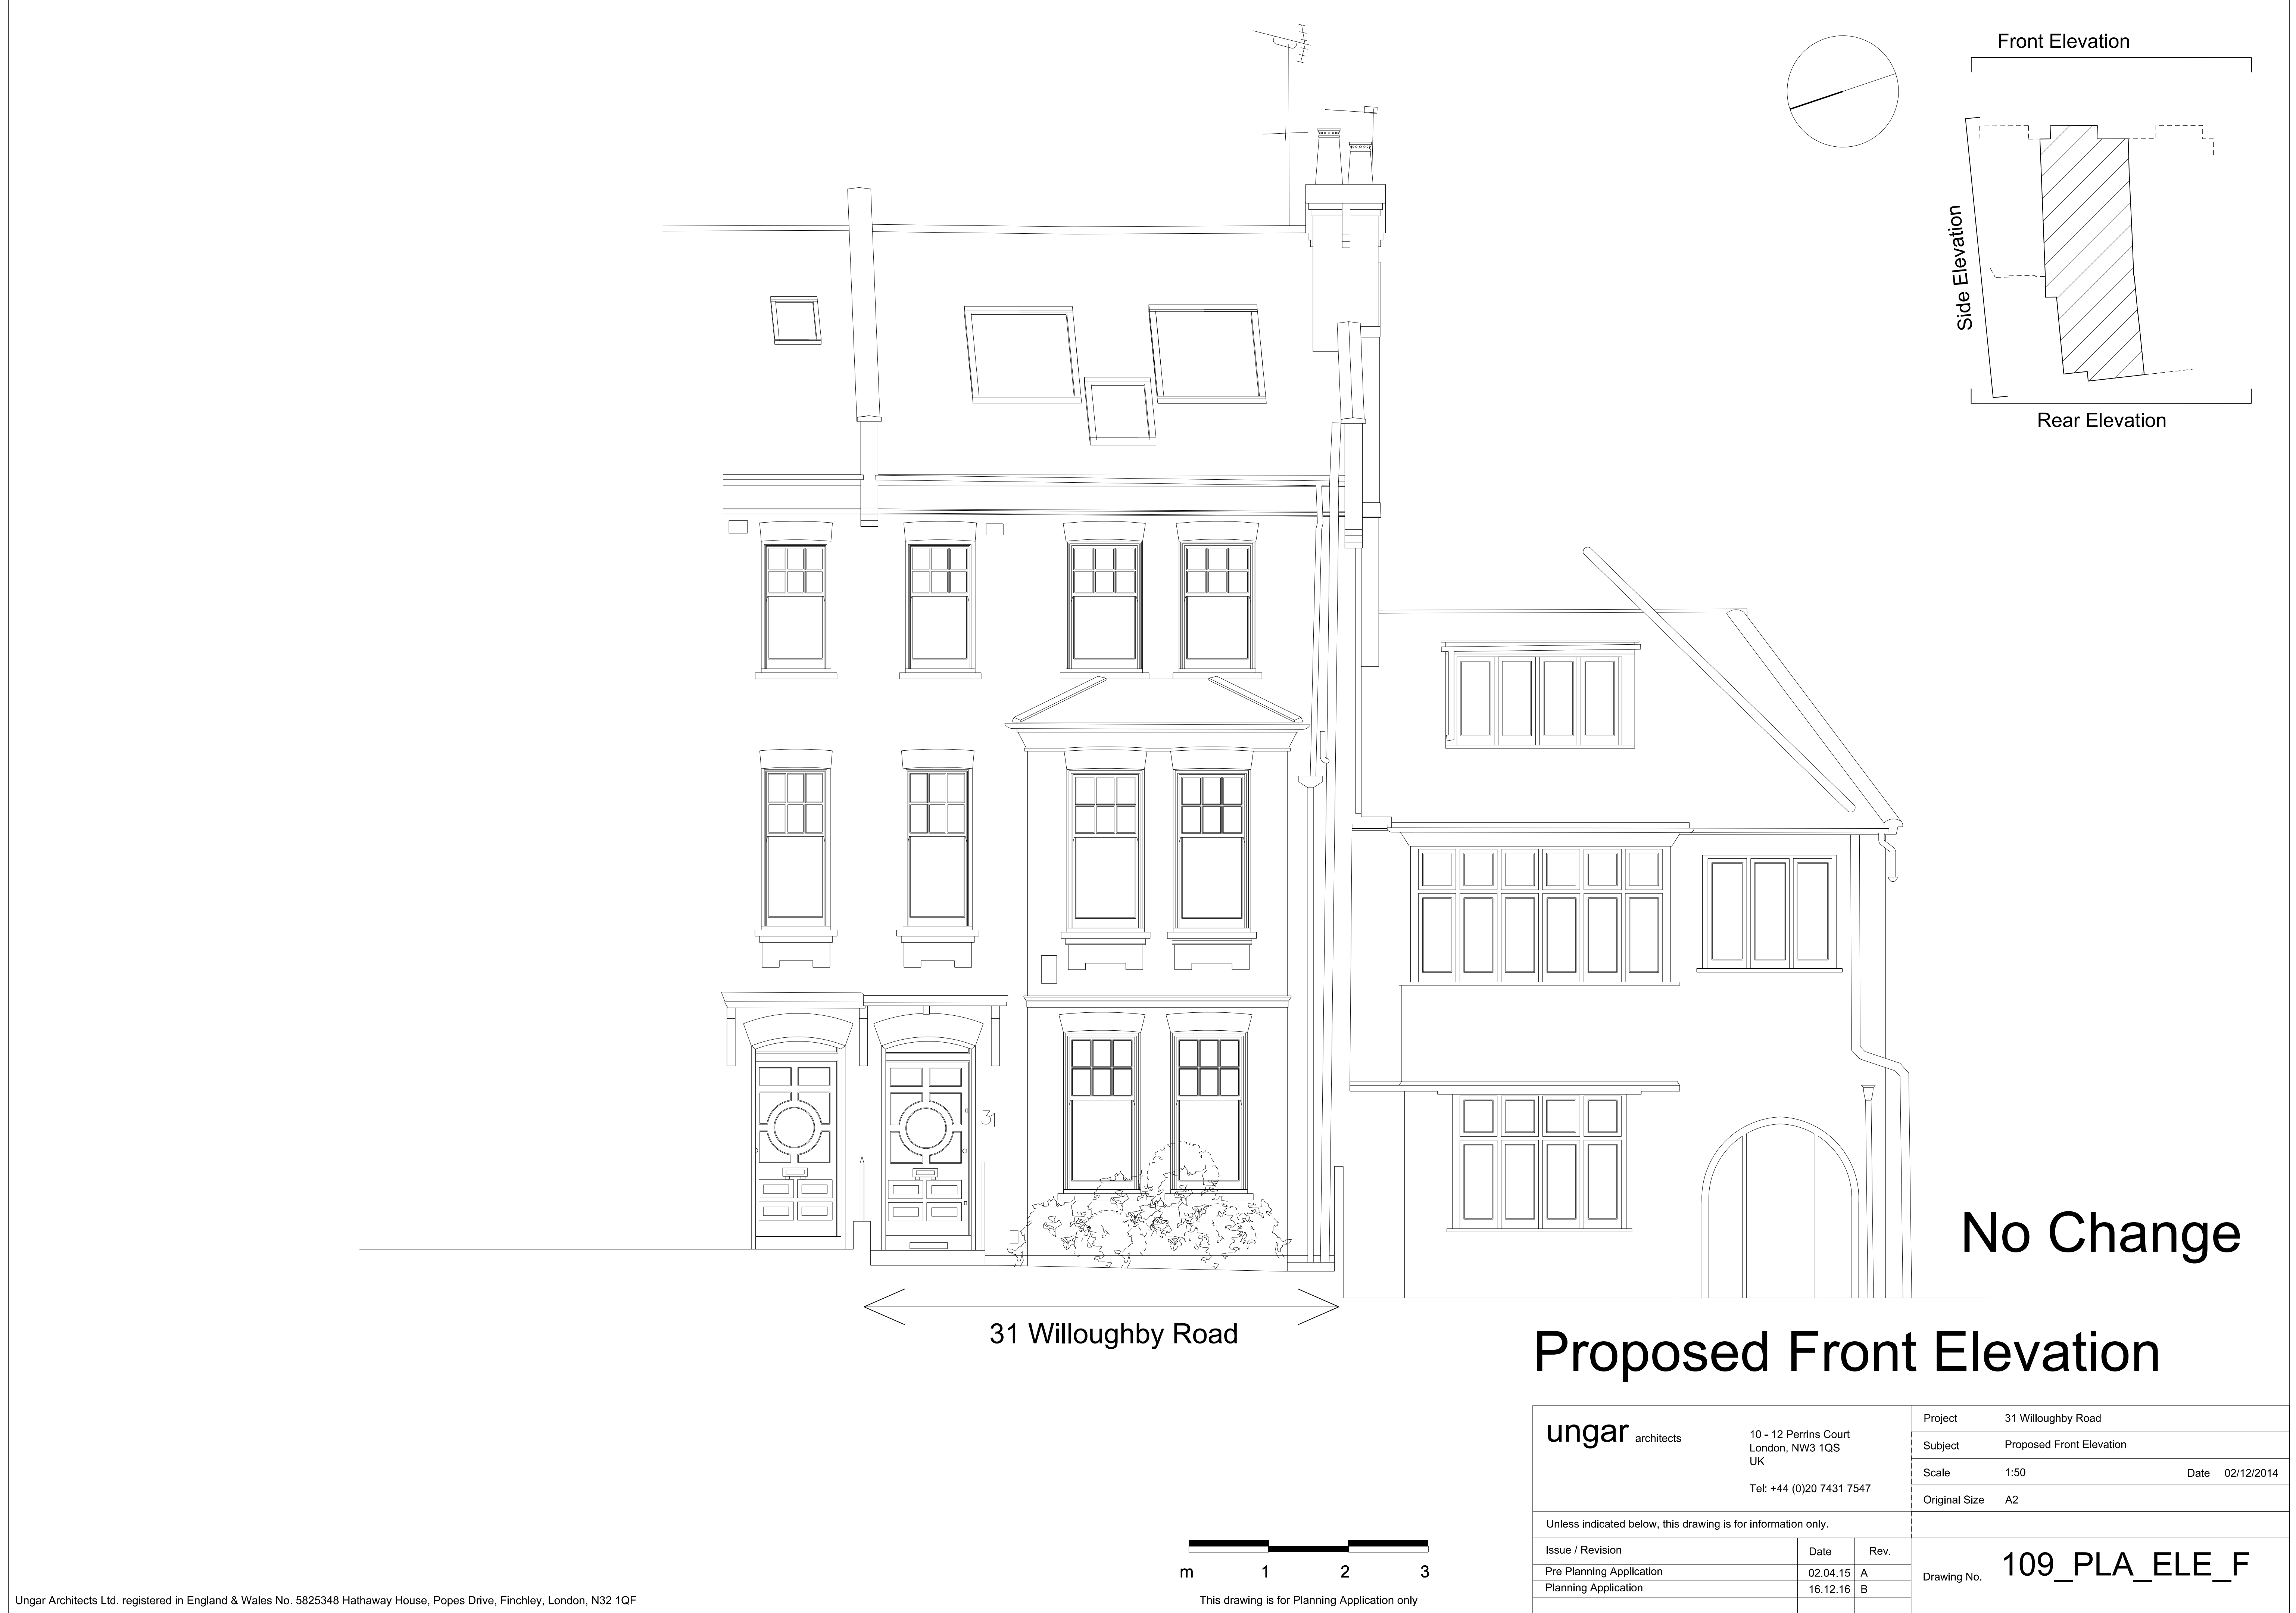 Front Elevation
Side Elevation
Rear Elevation
31
No Change
31 Willoughby Road
Proposed Front Elevation
ungar architects
10 - 12 Perrins Court
London, NW3 1QS
UK
Tel: +44 (0)20 7431 7547
Project 31 Willoughby Road
Subject Proposed Front Elevation
Scale 1:50 Date 02/12/2014
Original Size A2
Unless indicated below, this drawing is for information only.
Issue / Revision Date Rev.
Pre Planning Application 02.04.15 A
Planning Application 16.12.16 B
Drawing No. 109_PLA_ELE_F
m 1 2 3
This drawing is for Planning Application only
Ungar Architects Ltd. registered in England & Wales No. 5825348 Hathaway House, Popes Drive, Finchley, London, N32 1QF